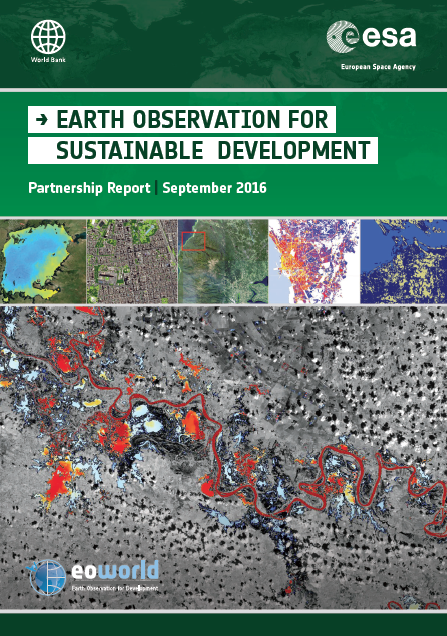 World Bank
esa
European Space Agency
→ EARTH OBSERVATION FOR
SUSTAINABLE DEVELOPMENT
Partnership Report | September 2016
eoworld
Earth Observation for Development